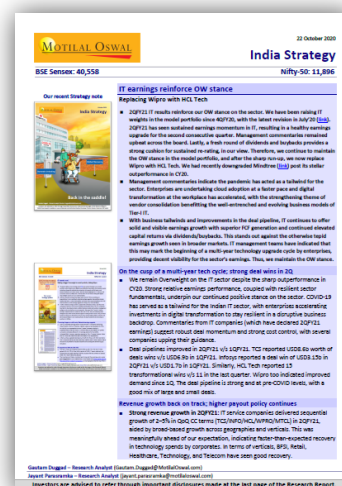 MOTILAL OSWAL
22 October 2020
India Strategy
BSE Sensex: 40,558
Nifty-50: 11,896
Our recent Strategy note
IT earnings reinforce OW stance
Replacing Wipro with HCL Tech
2QFY21 IT results reinforce our OW stance on the sector. We have been raising IT
weights in the model portfolio since 4QFY20, with the latest revision in July'20 (link).
2QFY21 has seen sustained earnings momentum in IT, resulting in a healthy earnings
upgrade for the second consecutive quarter. Management commentaries remained
upbeat across the board. Lastly, a fresh round of dividends and buybacks provides a
strong cushion for sustained re-rating, in our view. Therefore, we continue to maintain
the OW stance in the model portfolio, and after the sharp run-up, we now replace
Wipro with HCL Tech. We had recently downgraded Mindtree (link) post its stellar
outperformance in CY20.
Management commentaries indicate the pandemic has acted as a tailwind for the
sector. Enterprises are undertaking cloud adoption at a faster pace and digital
transformation at the workplace has accelerated, with the strengthening theme of
vendor consolidation benefitting the well-entrenched and evolving business models of
Tier-I IT.
With business tailwinds and improvements in the deal pipeline, IT continues to offer
solid and visible earnings growth with superior FCF generation and continued elevated
capital returns via dividends/buybacks. This stands out against the otherwise tepid
earnings growth seen in broader markets. IT management teams have indicated that
this may mark the beginning of a multi-year technology upgrade cycle by enterprises,
providing decent visibility for the sector's earnings. Thus, we maintain the OW stance.
On the cusp of a multi-year tech cycle; strong deal wins in 2Q
We remain Overweight on the IT sector despite the sharp outperformance in
CY20. Strong relative earnings performance, coupled with resilient sector
fundamentals, underpin our continued positive stance on the sector. COVID-19
has served as a tailwind for the Indian IT sector, with enterprises accelerating
investments in digital transformation to stay resilient in a disruptive business
backdrop. Commentaries from IT companies (which have declared 2QFY21
earnings) suggest robust deal momentum and strong cost control, with several
companies upping their guidance.
Deal pipelines improved in 2QFY21 v/s 1QFY21. TCS reported USD8.6b worth of
deals wins v/s USD6.9b in 1QFY21. Infosys reported a deal win of USD3.15b in
2QFY21 v/s USD1.7b in 1QFY21. Similarly, HCL Tech reported 15
transformational wins v/s 11 in the last quarter. Wipro too indicated improved
demand since 1Q. The deal pipeline is strong and at pre-COVID levels, with a
good mix of large and small deals.
Revenue growth back on track; higher payout policy continues
Strong revenue growth in 2QFY21: IT service companies delivered sequential
growth of 2–5% in QoQ CC terms (TCS/INFO/HCL/WPRO/MTCL) in 2QFY21,
aided by broad-based growth across geographies and verticals. This was
meaningfully ahead of our expectation, indicating faster-than-expected recovery
in technology spends by corporates. In terms of verticals, BFSI, Retail,
Healthcare, Technology, and Telecom have seen good recovery.
Gautam Duggad – Research Analyst (Gautam.Duggad@MotilalOswal.com)
Jayant Parasramka – Research Analyst (jayant.parasramka@motilaloswal.com)
Investors are advised to refer through important disclosures made at the last page of the Research Report